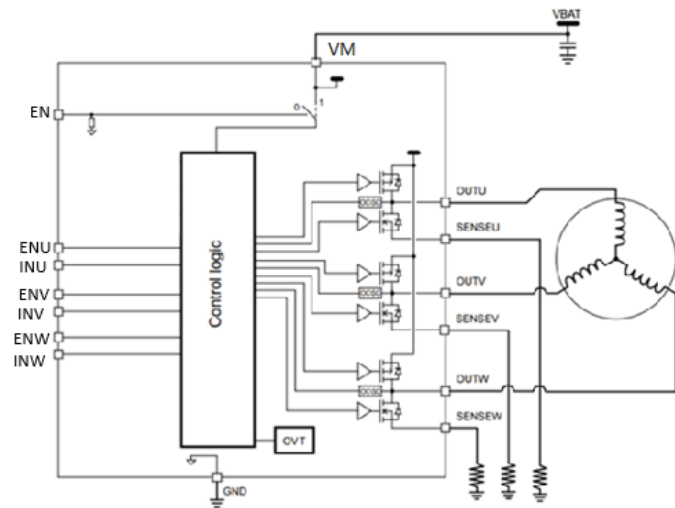 VBAT
VM
EN
0
1
OUTU
ENU
INU
SENSEU
Control logic
ENV
INV
OUTV
SENSEV
ENW
INW
OUTW
SENSEW
OVT
GND